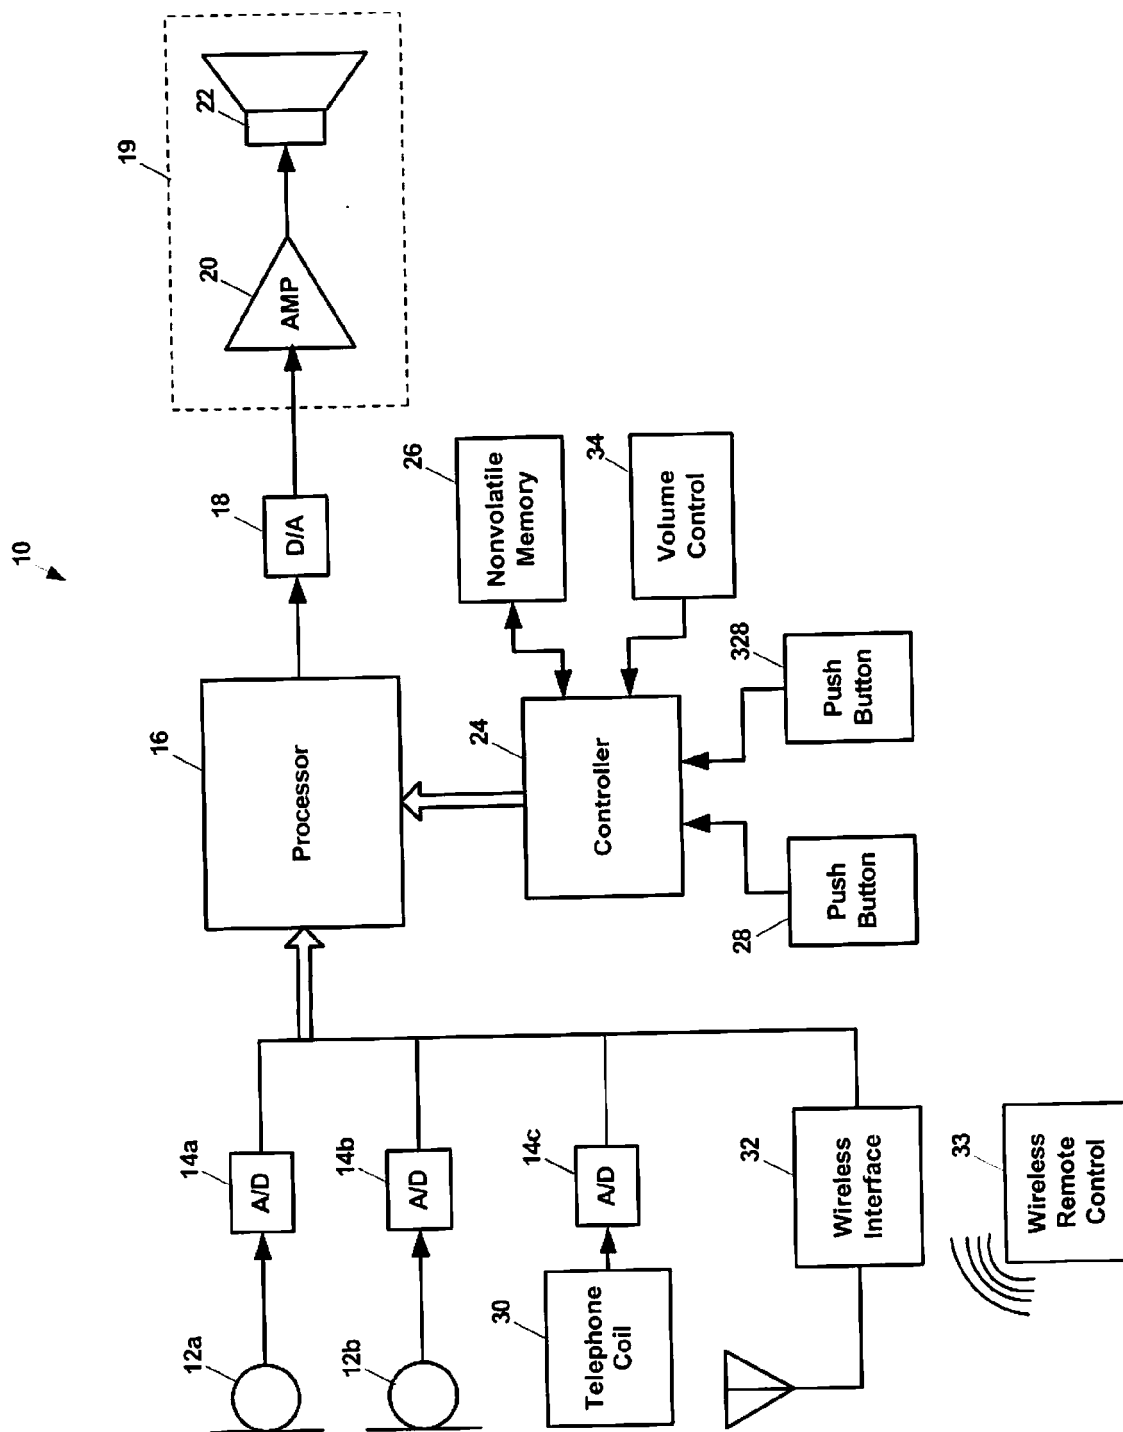 10
12a
14a
A/D
12b
14b
A/D
30
Telephone
Coil
14c
A/D
32
Wireless
Interface
33
Wireless
Remote
Control
16
Processor
24
Controller
28
Push
Button
328
Push
Button
26
Nonvolatile
Memory
34
Volume
Control
18
D/A
19
20
AMP
22